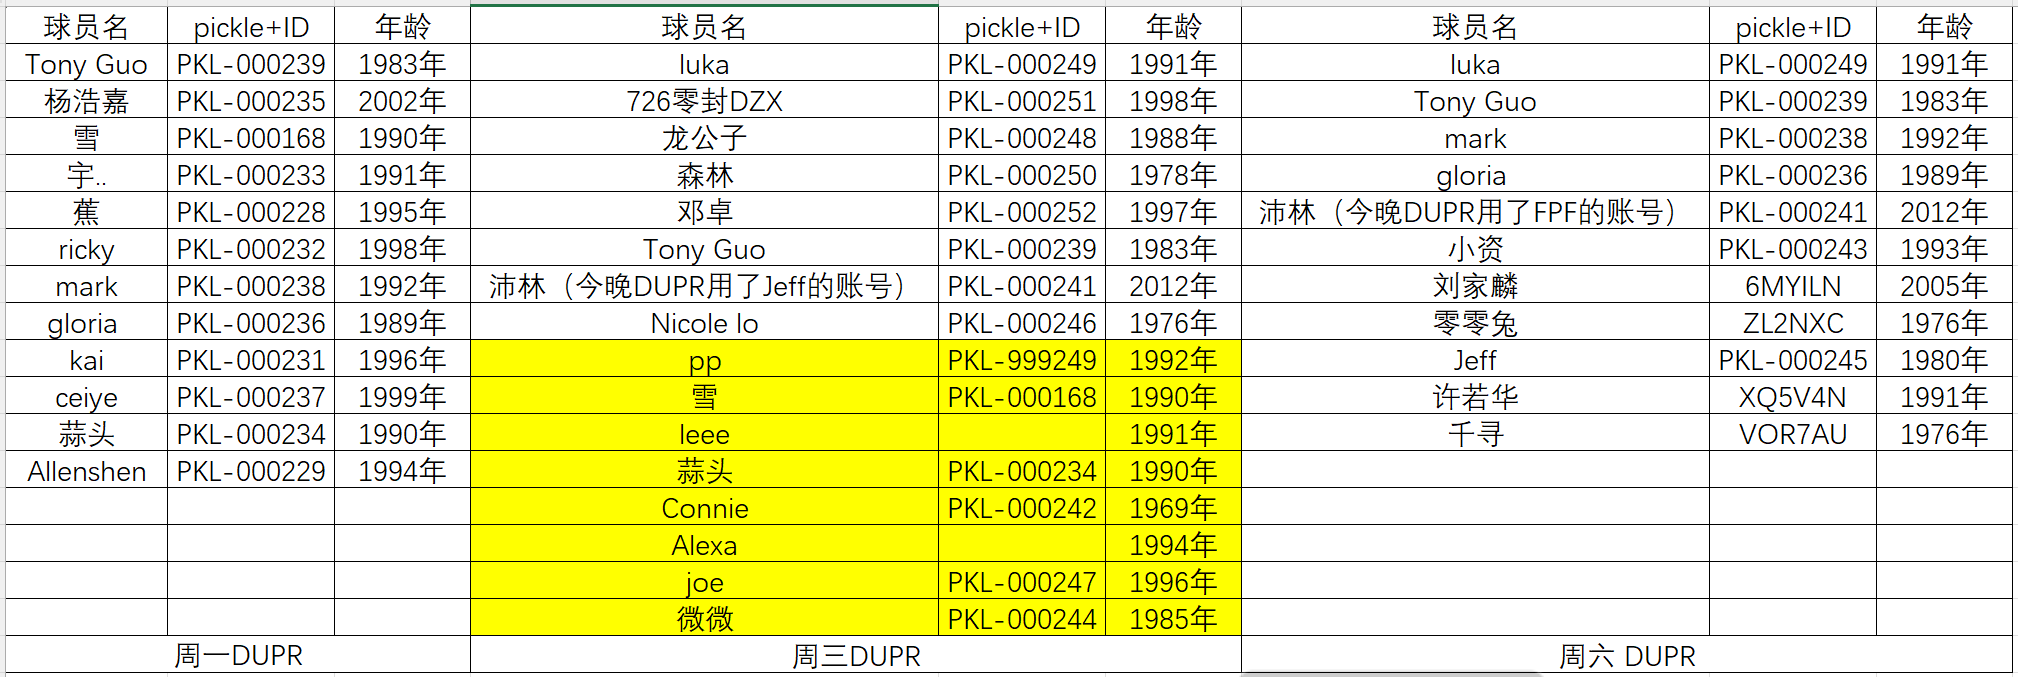 球员名 pickle+ID 年龄 球员名 pickle+ID 年龄 球员名 pickle+ID 年龄
Tony Guo PKL-000239 1983年 luka PKL-000249 1991年 luka PKL-000249 1991年
杨浩嘉 PKL-000235 2002年 726零封DZX PKL-000251 1998年 Tony Guo PKL-000239 1983年
雪 PKL-000168 1990年 龙公子 PKL-000248 1988年 mark PKL-000238 1992年
宇.. PKL-000233 1991年 森林 PKL-000250 1978年 gloria PKL-000236 1989年
蕉 PKL-000228 1995年 邓卓 PKL-000252 1997年 沛林（今晚DUPR用了FPF的账号） PKL-000241 2012年
ricky PKL-000232 1998年 Tony Guo PKL-000239 1983年 小资 PKL-000243 1993年
mark PKL-000238 1992年 沛林（今晚DUPR用了Jeff的账号） PKL-000241 2012年 刘家麟 6MYILN 2005年
gloria PKL-000236 1989年 Nicole lo PKL-000246 1976年 零零兔 ZL2NXC 1976年
kai PKL-000231 1996年 pp PKL-999249 1992年 Jeff PKL-000245 1980年
ceiye PKL-000237 1999年 雪 PKL-000168 1990年 许若华 XQ5V4N 1991年
蒜头 PKL-000234 1990年 leee 1991年 千寻 VOR7AU 1976年
Allenshen PKL-000229 1994年 蒜头 PKL-000234 1990年
Connie PKL-000242 1969年
Alexa 1994年
joe PKL-000247 1996年
微微 PKL-000244 1985年
周一DUPR 周三DUPR 周六 DUPR